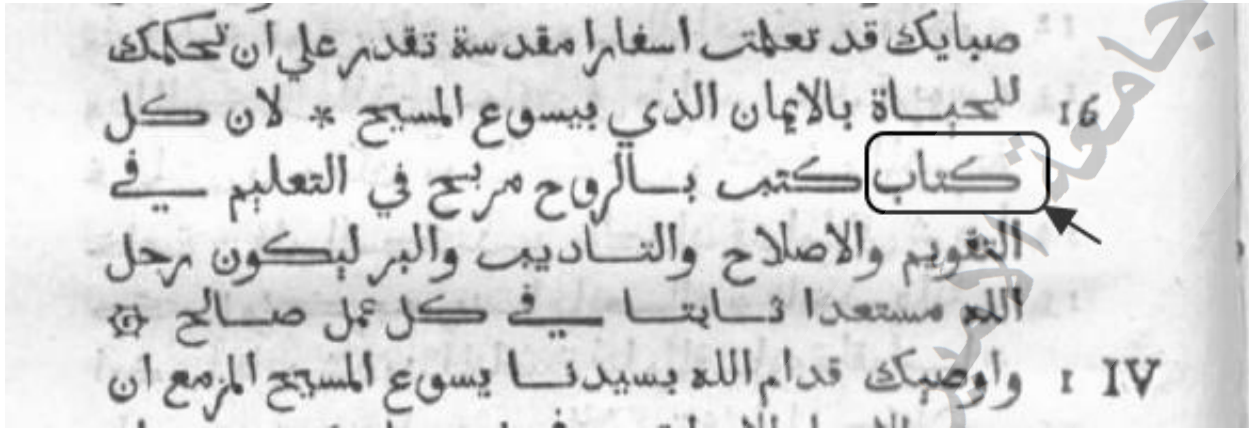 صبايك قد تعلمت اسفارا مقدسة تقدر علي ان تحكمك
16 للحياة بالايمان الذي بيسوع المسيح * لان كل
كتاب كتب بالروح مربح في التعليم في
التقويم والاصلاح والتاديب والبر ليكون رجل
الله مستعدا ثابتا في كل عمل صالح
IV 1 واوصيك قدام الله بسيدنا يسوع المسيح المزمع ان
جامعة